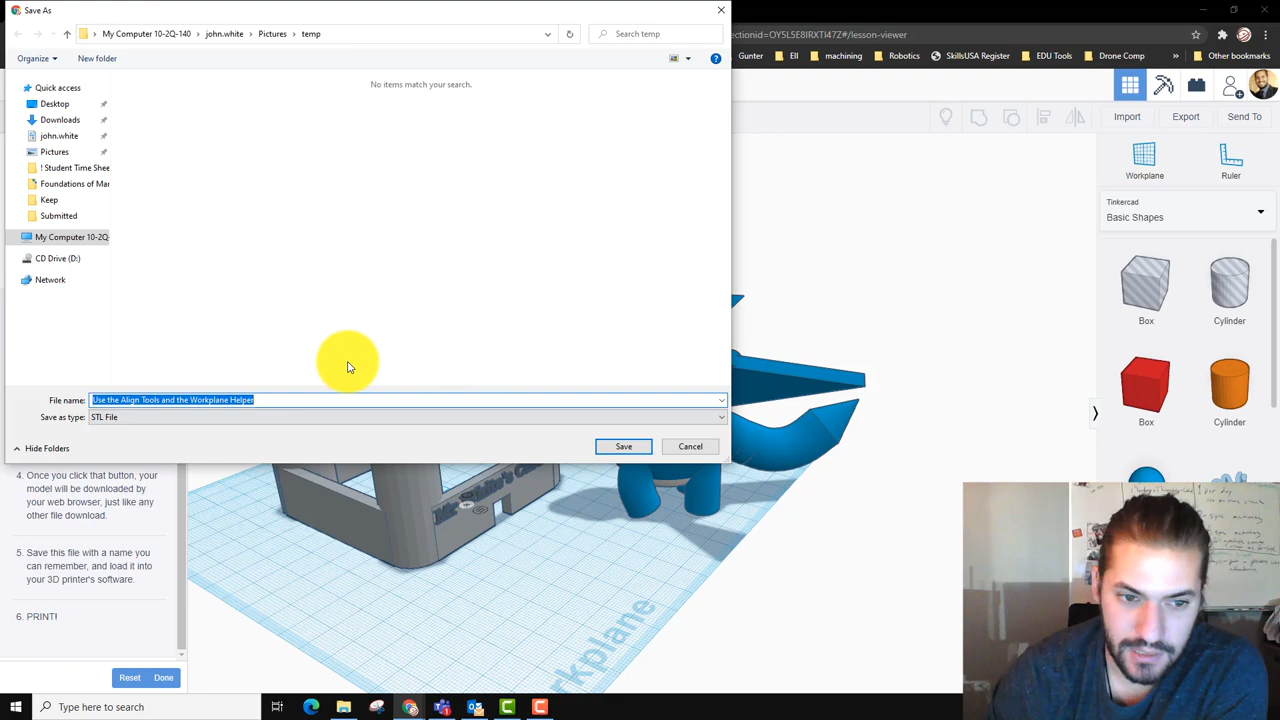 Save As
My Computer 10-2Q-140 > john.white > Pictures > temp
Search temp
ectionid=OY5L5E8IRXTI47Z#/lesson-viewer
Gunter
Ell
machining
Robotics
SkillsUSA Register
EDU Tools
Drone Comp
»
Other bookmarks
Organize
New folder
Quick access
Desktop
Downloads
john.white
Pictures
! Student Time Shee
Foundations of Mar
Keep
Submitted
My Computer 10-2Q-
CD Drive (D:)
Network
No items match your search.
File name:
Use the Align Tools and the Workplane Helper
Save as type:
STL File
Hide Folders
Save
Cancel
Import
Export
Send To
Workplane
Ruler
Tinkercad
Basic Shapes
Box
Cylinder
Box
Cylinder
4. Once you click that button, your
model will be downloaded by
your web browser, just like any
other file download.
5. Save this file with a name you
can remember, and load it into
your 3D printer's software.
6. PRINT!
Reset
Done
rkplane
Type here to search